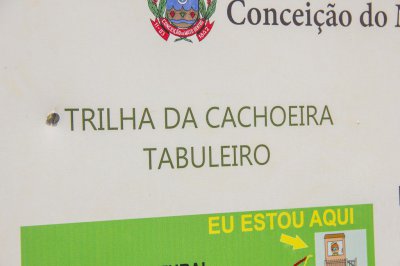 Conceição do
TRILHA DA CACHOEIRA
TABULEIRO
EU ESTOU AQUI